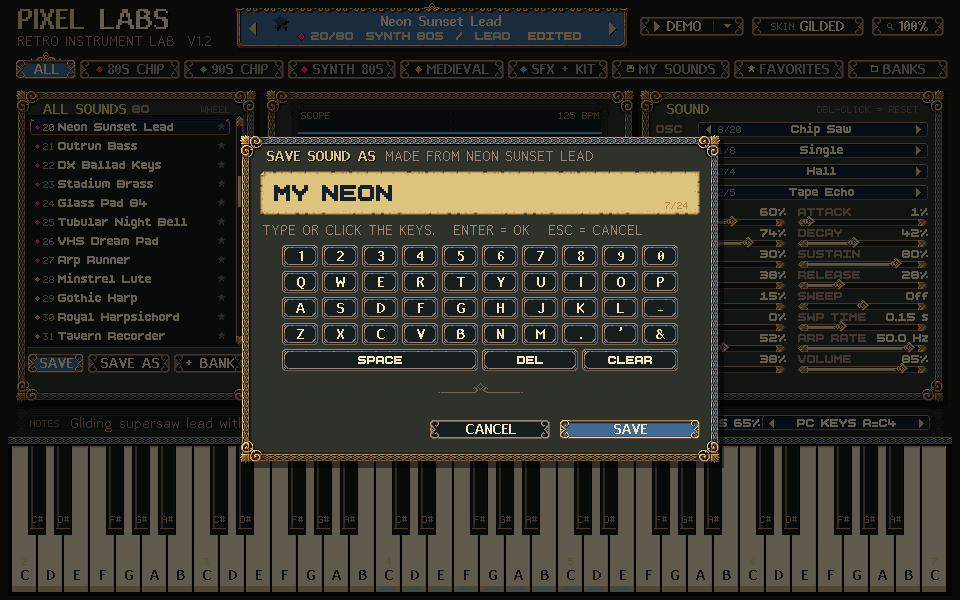 PIXEL LABS
RETRO INSTRUMENT LAB V1.2
Neon Sunset Lead
20/80 SYNTH 80S / LEAD EDITED
DEMO
SKIN GILDED
100%
ALL
80S CHIP
90S CHIP
SYNTH 80S
MEDIEVAL
SFX + KIT
MY SOUNDS
FAVORITES
BANKS
ALL SOUNDS 80 WHEEL
20 Neon Sunset Lead
21 Outrun Bass
22 DX Ballad Keys
23 Stadium Brass
24 Glass Pad 84
25 Tubular Night Bell
26 VHS Dream Pad
27 Arp Runner
28 Minstrel Lute
29 Gothic Harp
30 Royal Harpsichord
31 Tavern Recorder
SAVE
SAVE AS
+ BANK
SCOPE 125 BPM
SOUND DBL-CLICK = RESET
OSC 8/20 Chip Saw
/8 Single
2/4 Hall
2/5 Tape Echo
60% ATTACK 1%
74% DECAY 42%
30% SUSTAIN 80%
38% RELEASE 28%
15% SWEEP Off
0% SWP TIME 0.15 s
52% ARP RATE 50.0 Hz
38% VOLUME 85%
SAVE SOUND AS MADE FROM NEON SUNSET LEAD
MY NEON
7/24
TYPE OR CLICK THE KEYS. ENTER = OK ESC = CANCEL
1 2 3 4 5 6 7 8 9 0
Q W E R T Y U I O P
A S D F G H J K L -
Z X C V B N M . ' &
SPACE DEL CLEAR
CANCEL SAVE
NOTES Gliding supersaw lead with
S 65% PC KEYS A=C4
C# D# F# G# A# C# D# F# G# A# C# D# F# G# A# C# D# F# G# A# C# D# F# G# A#
C D E F G A B C D E F G A B C D E F G A B C D E F G A B C D E F G A B C